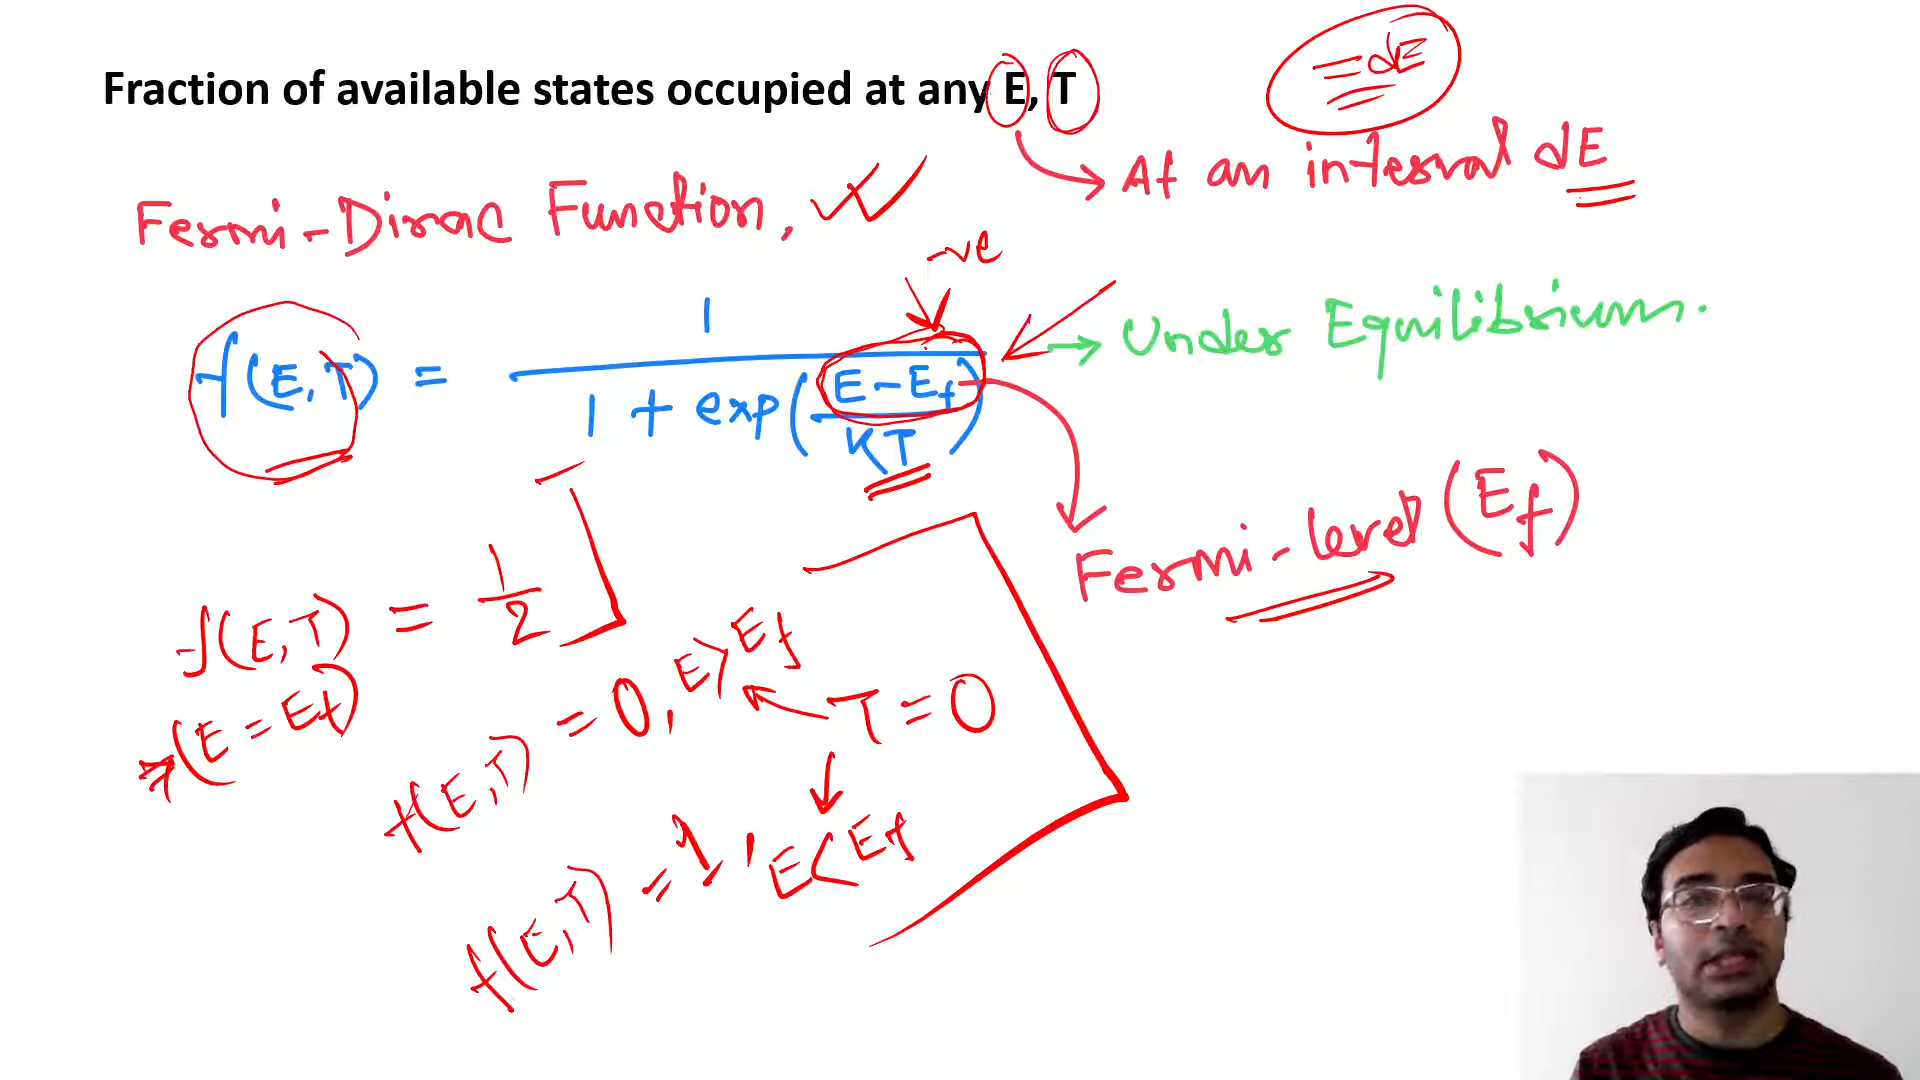 Fraction of available states occupied at any E, T
= dE
At an interval dE
Fermi-Dirac Function,
-ve
f(E,T) = 1 / 1 + exp(E-Ef / KT)
→ Under Equilibrium.
Fermi-level (Ef)
f(E,T) = 1/2
(E = Ef)
f(E,T) = 0, E>Ef
T = 0
f(E,T) = 1, E<Ef